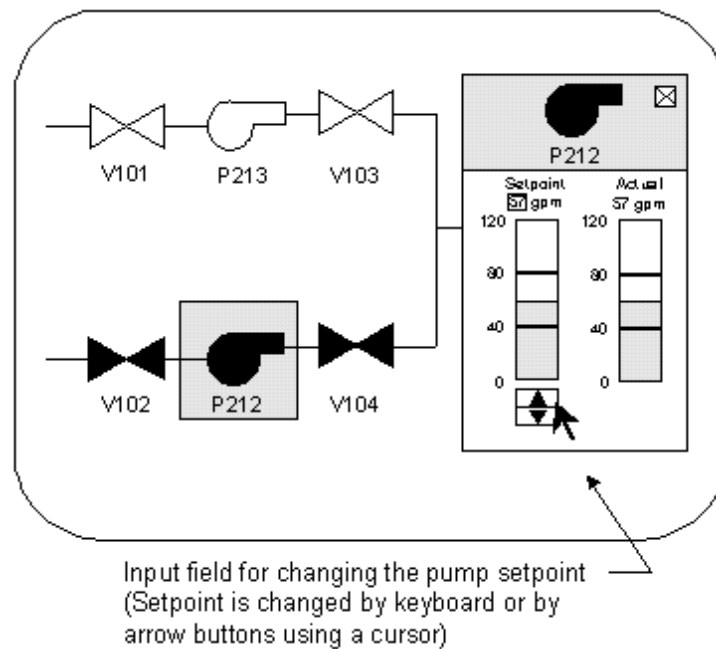 V101
P213
V103
P212
Setpoint
57 gpm
Actual
57 gpm
120
80
40
0
120
80
40
0
V102
P212
V104
Input field for changing the pump setpoint
(Setpoint is changed by keyboard or by
arrow buttons using a cursor)